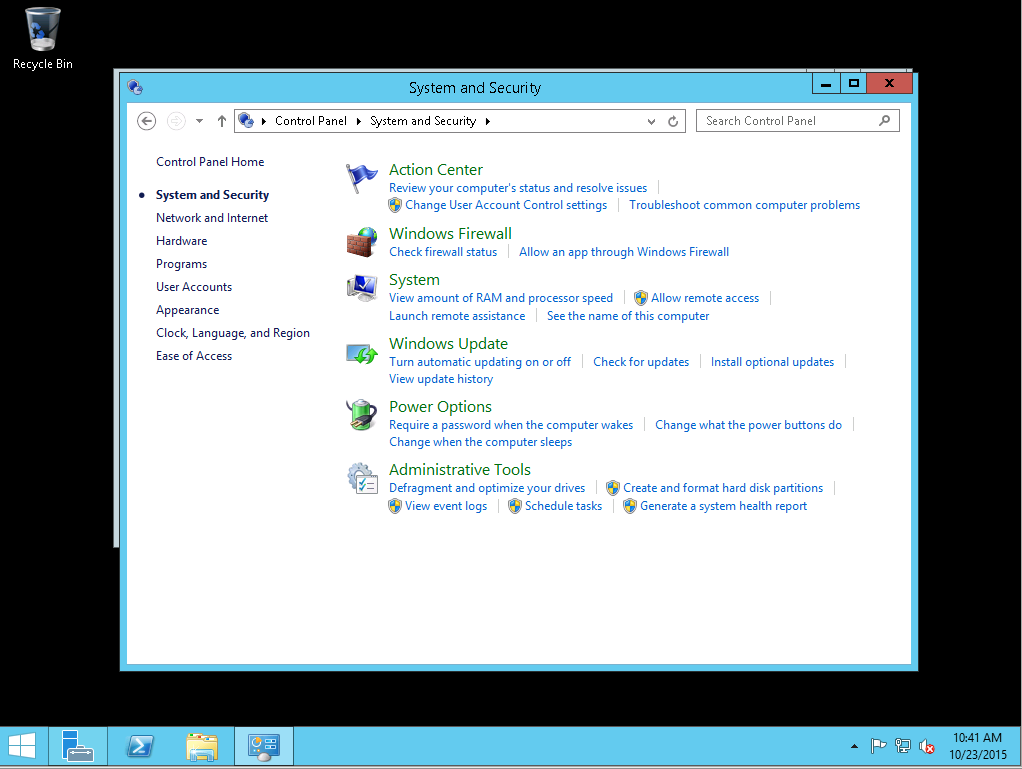 Recycle Bin
System and Security
Control Panel System and Security
Search Control Panel
Control Panel Home
System and Security
Network and Internet
Hardware
Programs
User Accounts
Appearance
Clock, Language, and Region
Ease of Access
Action Center
Review your computer's status and resolve issues
Change User Account Control settings Troubleshoot common computer problems
Windows Firewall
Check firewall status Allow an app through Windows Firewall
System
View amount of RAM and processor speed Allow remote access
Launch remote assistance See the name of this computer
Windows Update
Turn automatic updating on or off Check for updates Install optional updates
View update history
Power Options
Require a password when the computer wakes Change what the power buttons do
Change when the computer sleeps
Administrative Tools
Defragment and optimize your drives Create and format hard disk partitions
View event logs Schedule tasks Generate a system health report
10:41 AM
10/23/2015